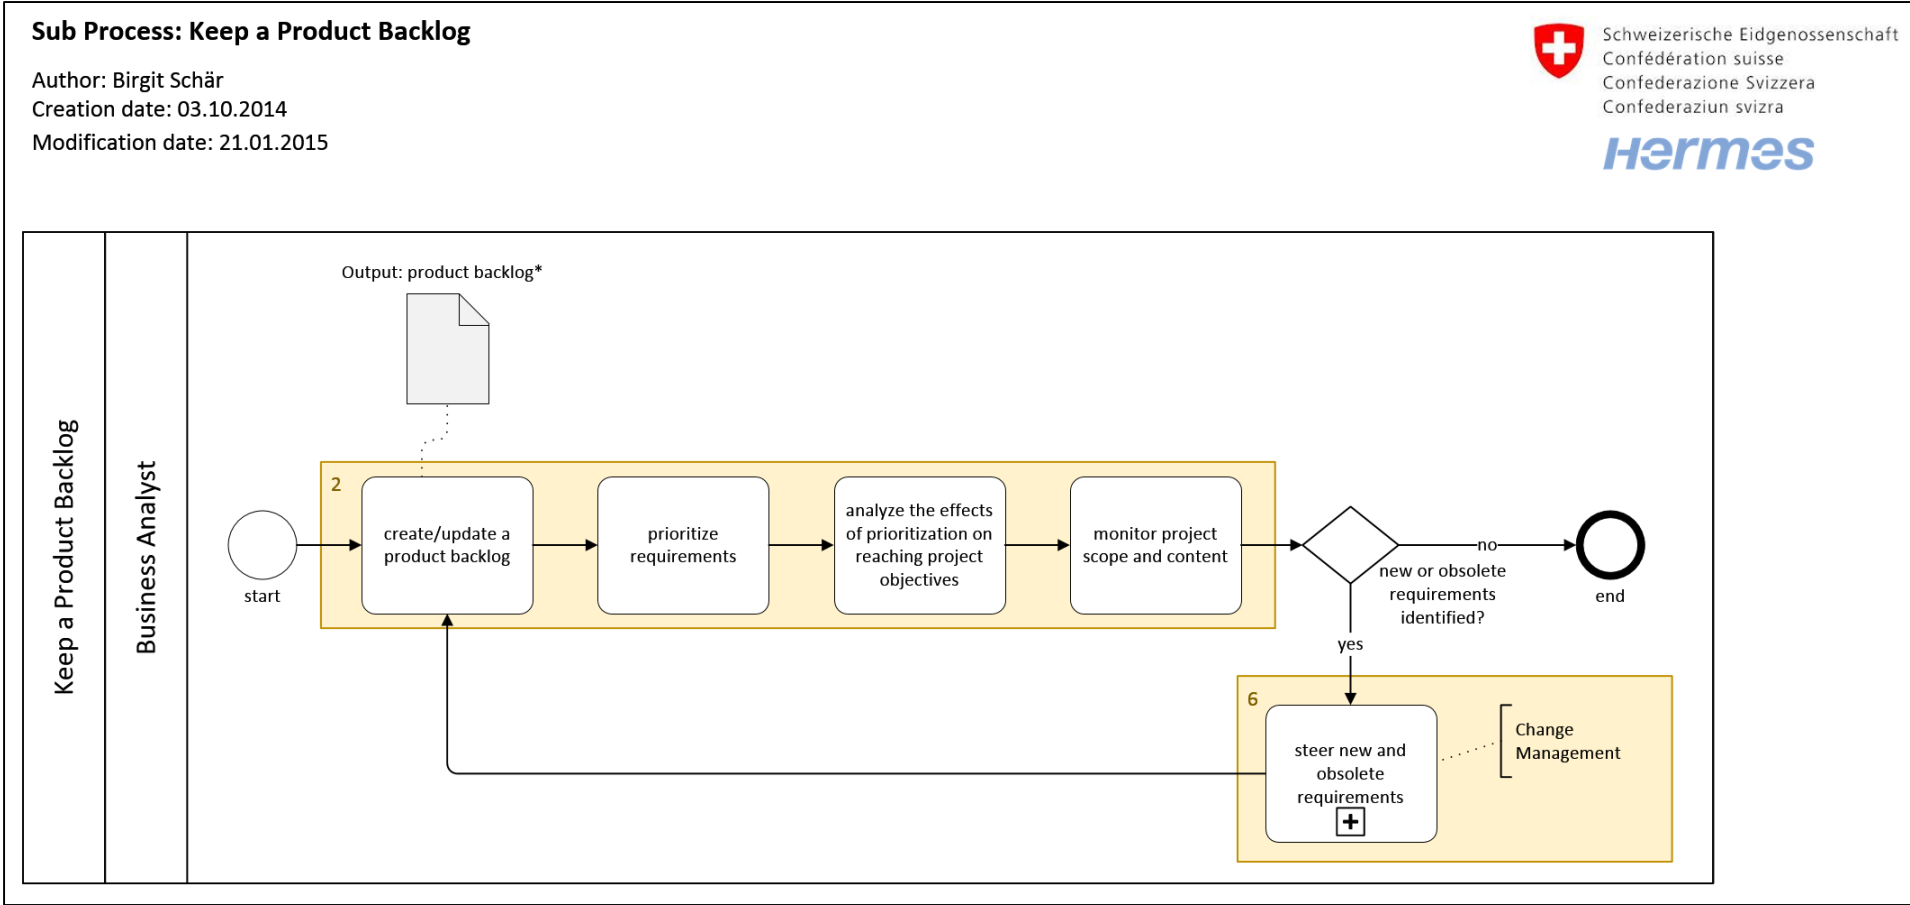 Sub Process: Keep a Product Backlog
Author: Birgit Schär
Creation date: 03.10.2014
Modification date: 21.01.2015
Schweizerische Eidgenossenschaft
Confédération suisse
Confederazione Svizzera
Confederaziun svizra
Hermes
Keep a Product Backlog
Business Analyst
Output: product backlog*
start
2
create/update a
product backlog
prioritize
requirements
analyze the effects
of prioritization on
reaching project
objectives
monitor project
scope and content
no
new or obsolete
requirements
identified?
end
yes
6
steer new and
obsolete
requirements
Change
Management